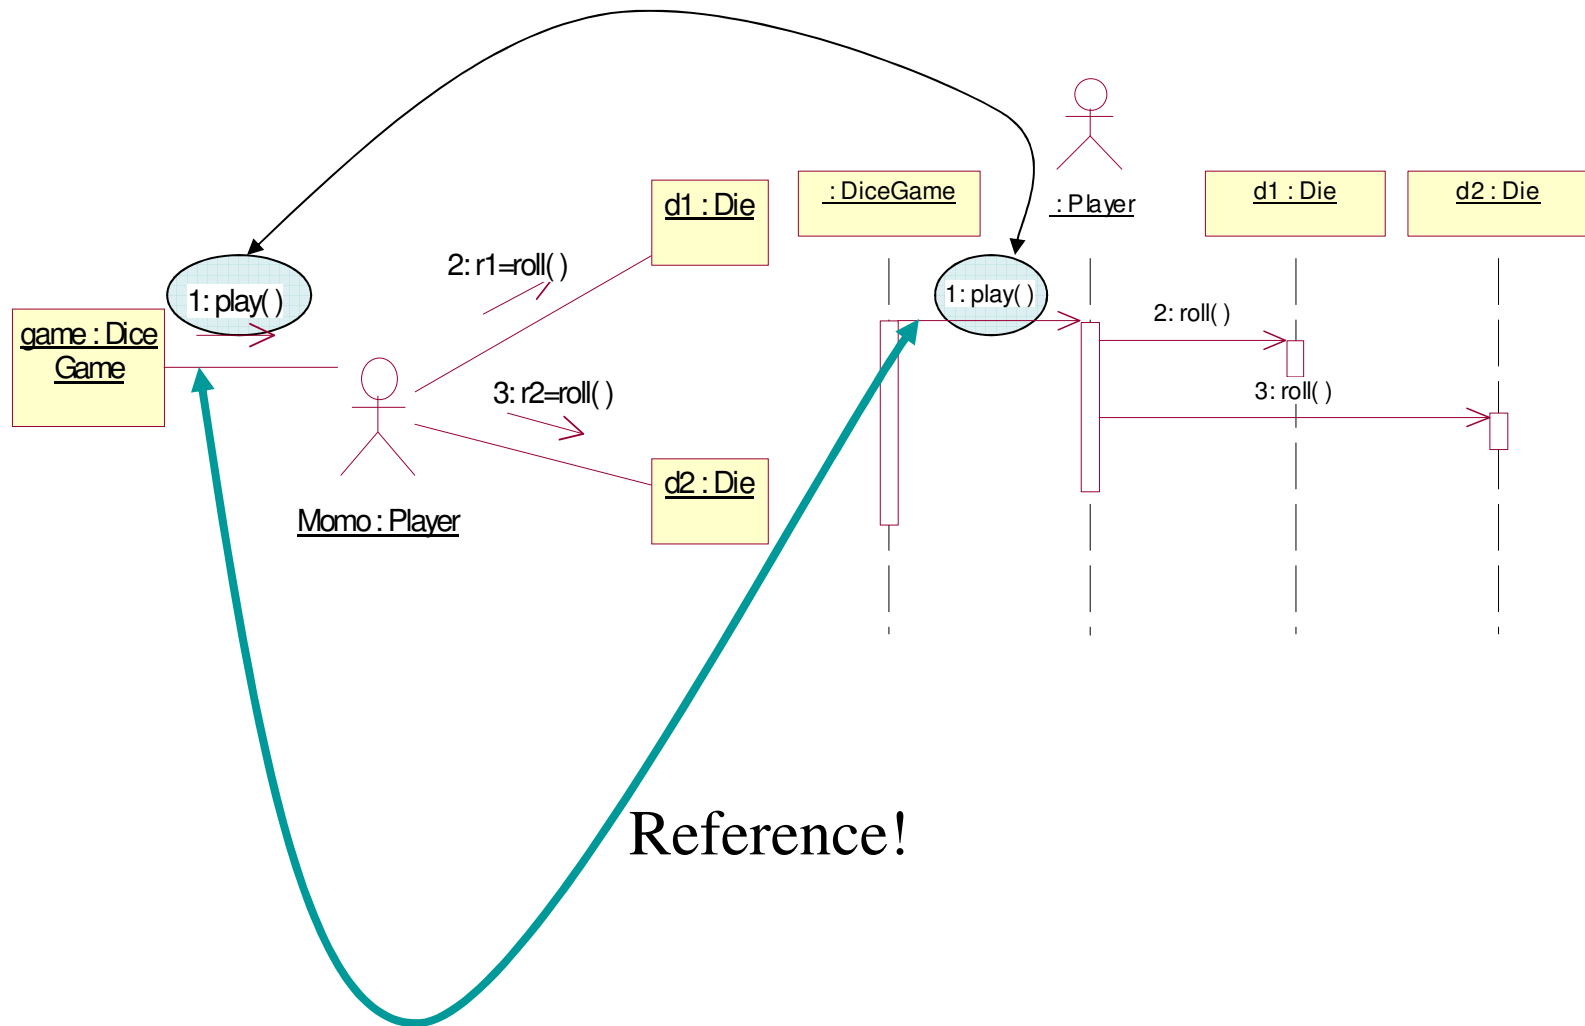 1: play( )
game : Dice
Game
2: r1=roll( )
d1 : Die
3: r2=roll( )
d2 : Die
Momo : Player
: DiceGame
: Player
d1 : Die
d2 : Die
1: play( )
2: roll( )
3: roll( )
Reference!